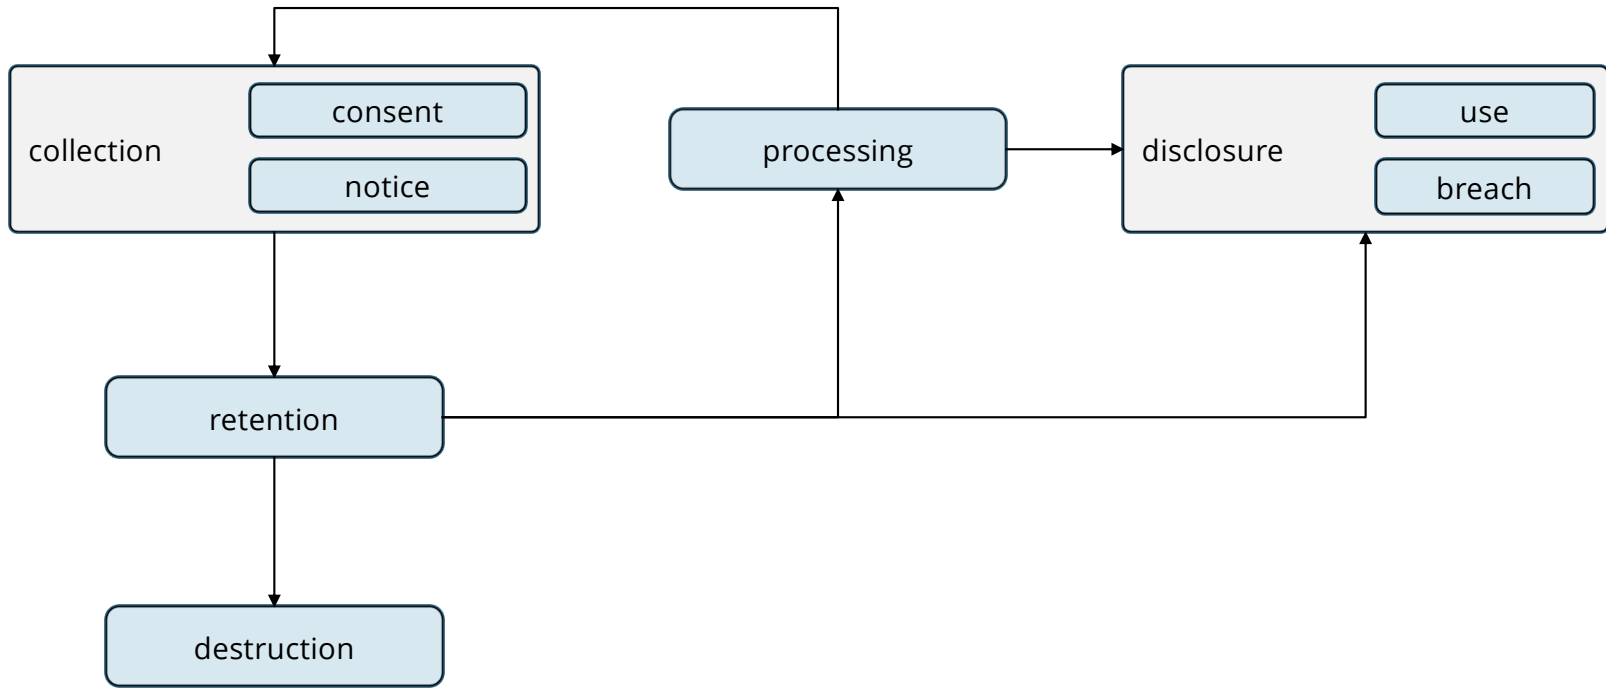 collection
consent
notice
processing
disclosure
use
breach
retention
destruction